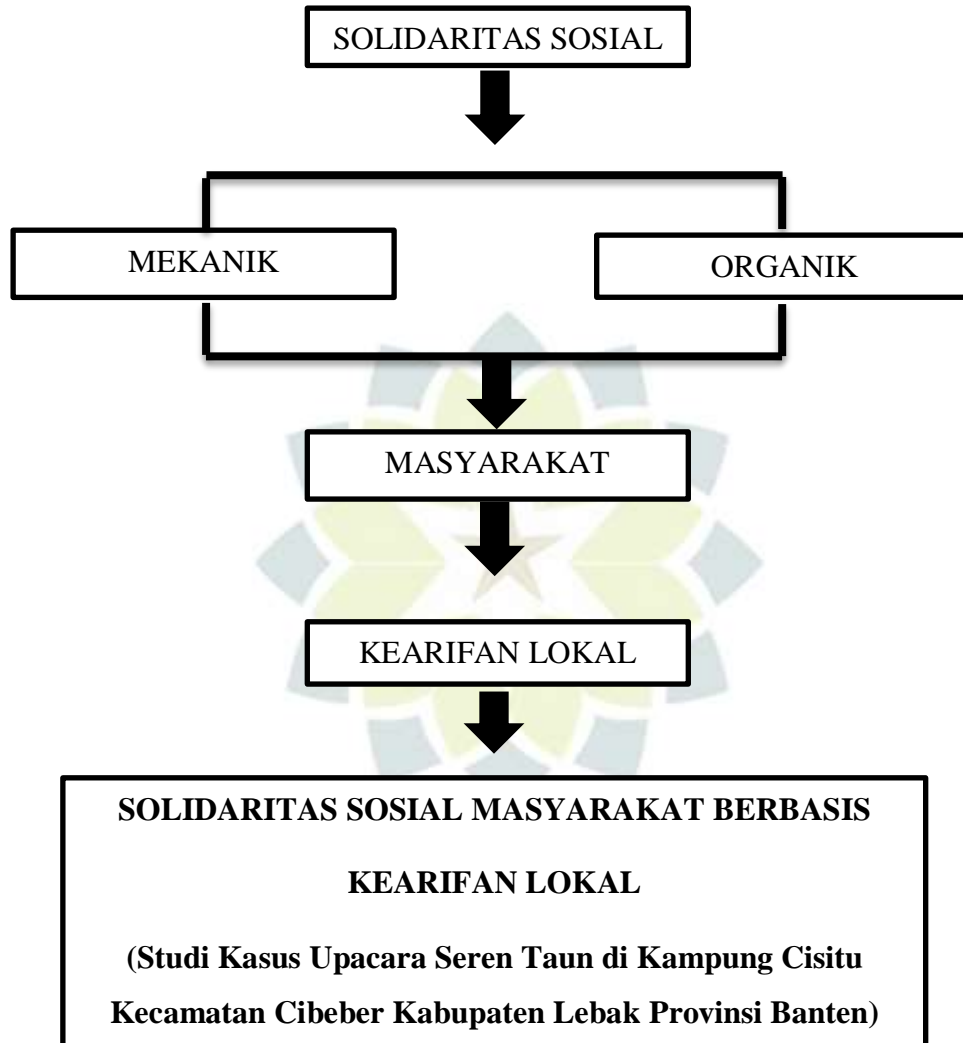 SOLIDARITAS SOSIAL
MEKANIK
ORGANIK
MASYARAKAT
KEARIFAN LOKAL
SOLIDARITAS SOSIAL MASYARAKAT BERBASIS
KEARIFAN LOKAL
(Studi Kasus Upacara Seren Taun di Kampung Cisitu
Kecamatan Cibeber Kabupaten Lebak Provinsi Banten)